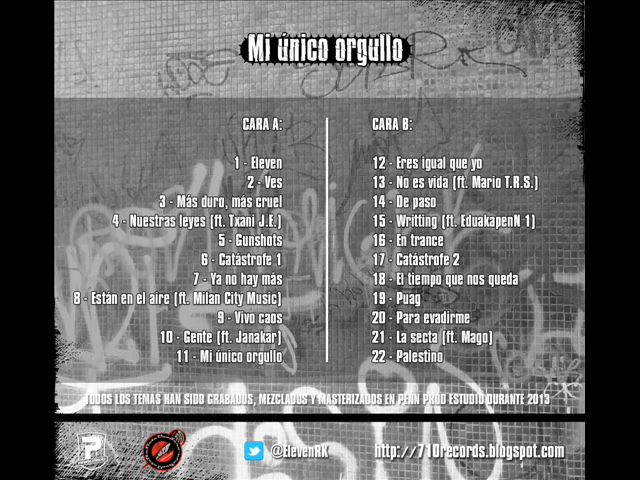 Mi único orgullo
CARA A:
1 - Eleven
2 - Ves
3 - Más duro, más cruel
4 - Nuestras leyes (ft. Txani J.E.)
5 - Gunshots
6 - Catástrofe 1
7 - Ya no hay más
8 - Están en el aire (ft. Milan City Music)
9 - Vivo caos
10 - Gente (ft. Janakar)
11 - Mi único orgullo
CARA B:
12 - Eres igual que yo
13 - No es vida (ft. Mario T.R.S.)
14 - De paso
15 - Writting (ft. EduakapenN 1)
16 - En trance
17 - Catástrofe 2
18 - El tiempo que nos queda
19 - Puag
20 - Para evadirme
21 - La secta (ft. Mago)
22 - Palestino
TODOS LOS TEMAS HAN SIDO GRABADOS, MEZCLADOS Y MASTERIZADOS EN PENN PROD ESTUDIO DURANTE 2013
P
@ElevenRK
http://710records.blogspot.com